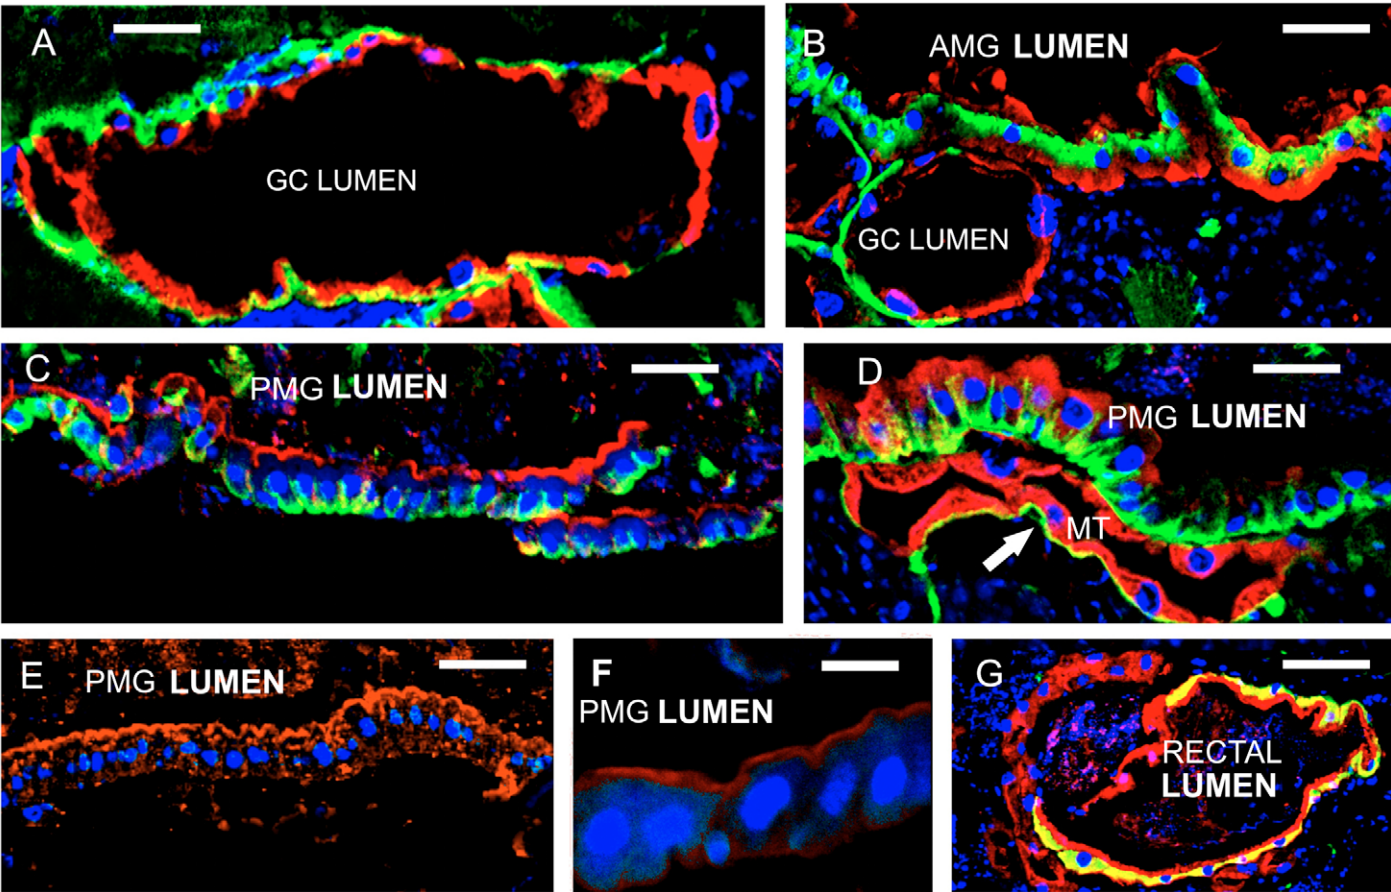 A
GC LUMEN
B
AMG LUMEN
GC LUMEN
C
PMG LUMEN
D
PMG LUMEN
MT
E
PMG LUMEN
F
PMG LUMEN
G
RECTAL
LUMEN